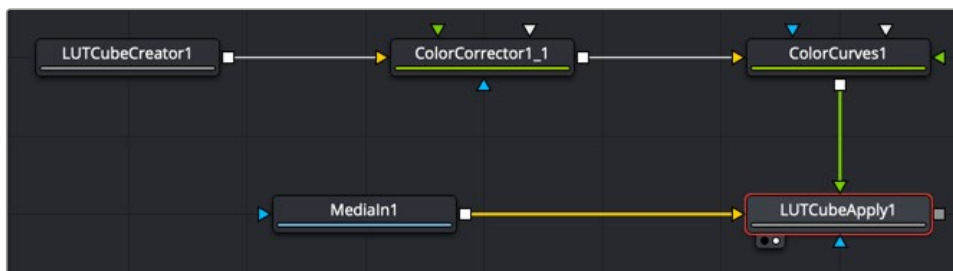 LUTCubeCreator1
ColorCorrector1_1
ColorCurves1
MediaIn1
LUTCubeApply1